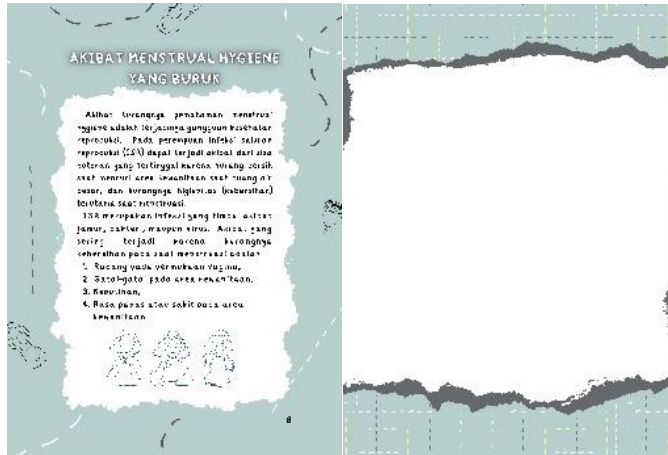 AKIBAT MENSTRUAL HYGIENE
YANG BURUK
Akibat kurangnya pemahaman menstrual
hygiene adalah terjadinya gangguan kesehatan
reproduksi. Pada perempuan infeksi saluran
reproduksi (ISR) dapat terjadi akibat dari sisa
kotoran yang tertinggal karena kurang bersih
saat mencuci area kewanitaan saat buang air
besar, dan kurangnya higienitas (kebersihan)
terutama saat menstruasi.
ISR merupakan infeksi yang timbul akibat
jamur, bakteri, maupun virus. Akibat yang
sering terjadi karena kurangnya
kebersihan pada saat menstruasi adalah
1. Radang pada permukaan vagina,
2. Gatal-gatal pada area kewanitaan,
3. Keputihan,
4. Rasa panas atau sakit pada area
kewanitaan